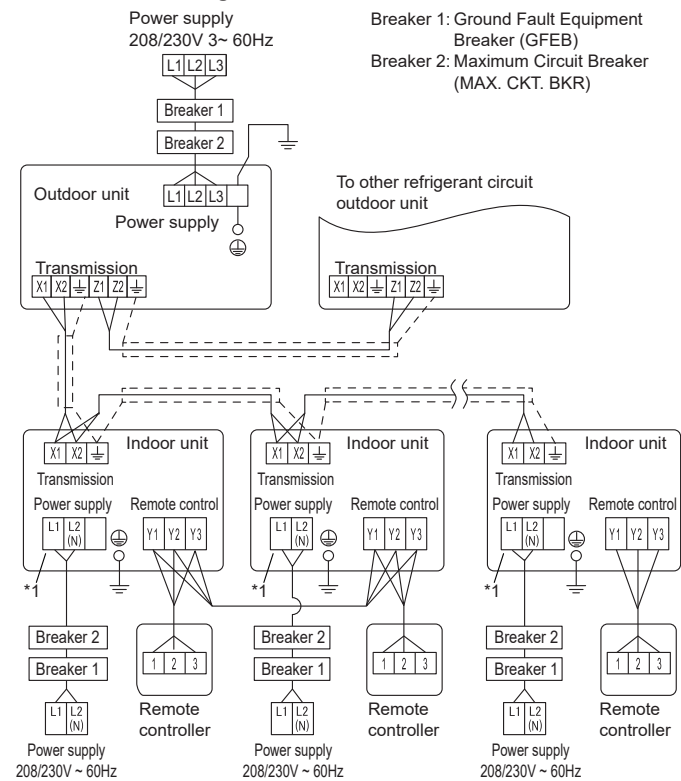 Power supply
208/230V 3~ 60Hz
L1 L2 L3
Breaker 1: Ground Fault Equipment
Breaker (GFEB)
Breaker 2: Maximum Circuit Breaker
(MAX. CKT. BKR)
Breaker 1
Breaker 2
Outdoor unit
L1 L2 L3
Power supply
To other refrigerant circuit
outdoor unit
Transmission
X1 X2 Z1 Z2
Transmission
X1 X2 Z1 Z2
Indoor unit
X1 X2
Transmission
Power supply
Remote control
L1 L2
(N)
Y1 Y2 Y3
*1
Indoor unit
X1 X2
Transmission
Power supply
Remote control
L1 L2
(N)
Y1 Y2 Y3
*1
Indoor unit
X1 X2
Transmission
Power supply
Remote control
L1 L2
(N)
Y1 Y2 Y3
*1
Breaker 2
Breaker 1
L1 L2
(N)
Power supply
208/230V ~ 60Hz
1 2 3
Remote
controller
Breaker 2
Breaker 1
L1 L2
(N)
Power supply
208/230V ~ 60Hz
1 2 3
Remote
controller
Breaker 2
Breaker 1
L1 L2
(N)
Power supply
208/230V ~ 60Hz
1 2 3
Remote
controller